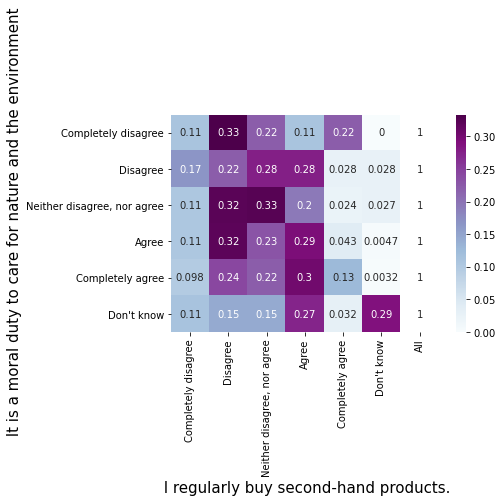 It is a moral duty to care for nature and the environment
Completely disagree 0.11 0.33 0.22 0.11 0.22 0 1
Disagree 0.17 0.22 0.28 0.28 0.028 0.028 1
Neither disagree, nor agree 0.11 0.32 0.33 0.2 0.024 0.027 1
Agree 0.11 0.32 0.23 0.29 0.043 0.0047 1
Completely agree 0.098 0.24 0.22 0.3 0.13 0.0032 1
Don't know 0.11 0.15 0.15 0.27 0.032 0.29 1
Completely disagree
Disagree
Neither disagree, nor agree
Agree
Completely agree
Don't know
All
I regularly buy second-hand products.
0.30
0.25
0.20
0.15
0.10
0.05
0.00